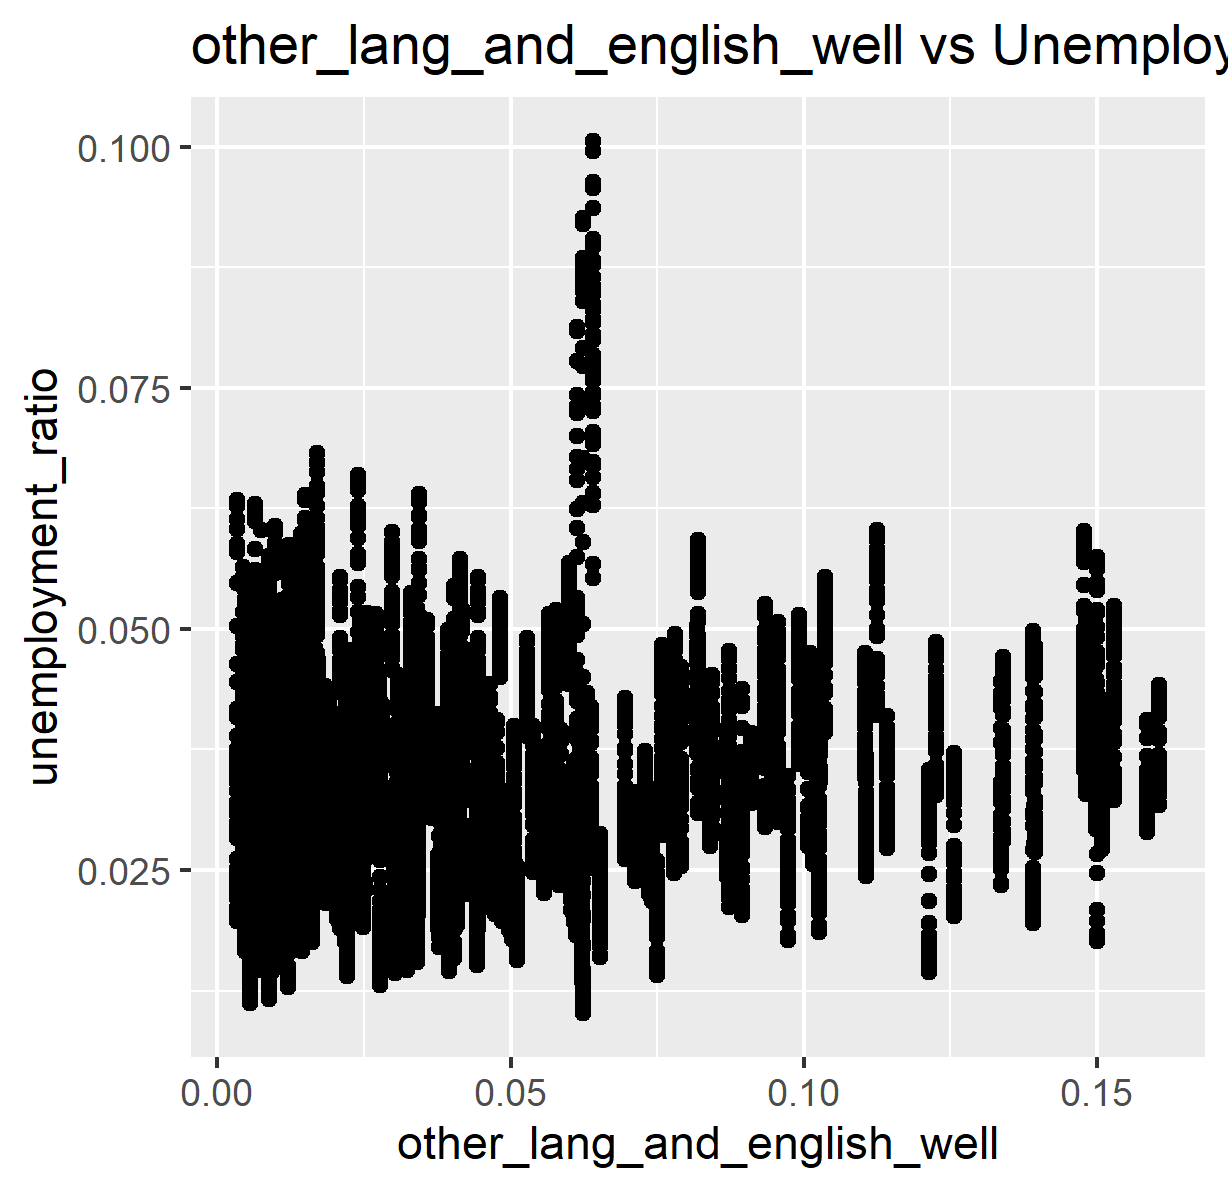 other_lang_and_english_well vs Unemploy
0.100
0.075
0.050
0.025
unemployment_ratio
0.00 0.05 0.10 0.15
other_lang_and_english_well